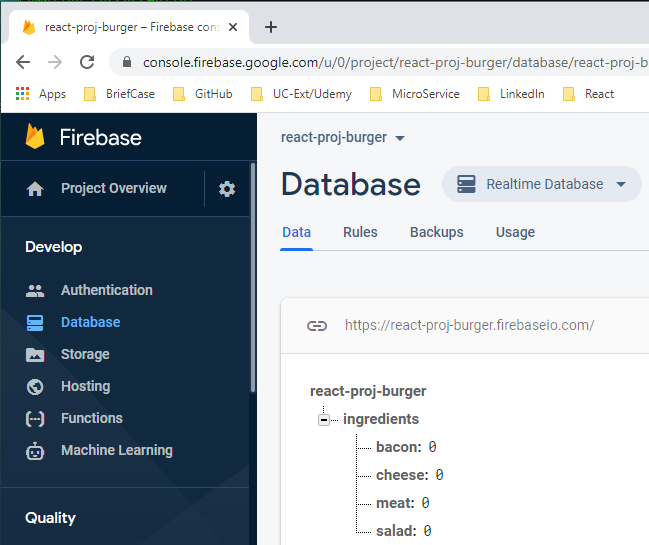 react-proj-burger – Firebase cons
console.firebase.google.com/u/0/project/react-proj-burger/database/react-proj-b
Apps BriefCase GitHub UC-Ext/Udemy MicroService LinkedIn React
Firebase
Project Overview
Develop
Authentication
Database
Storage
Hosting
Functions
Machine Learning
Quality
react-proj-burger
Database Realtime Database
Data Rules Backups Usage
https://react-proj-burger.firebaseio.com/
react-proj-burger
ingredients
bacon: 0
cheese: 0
meat: 0
salad: 0